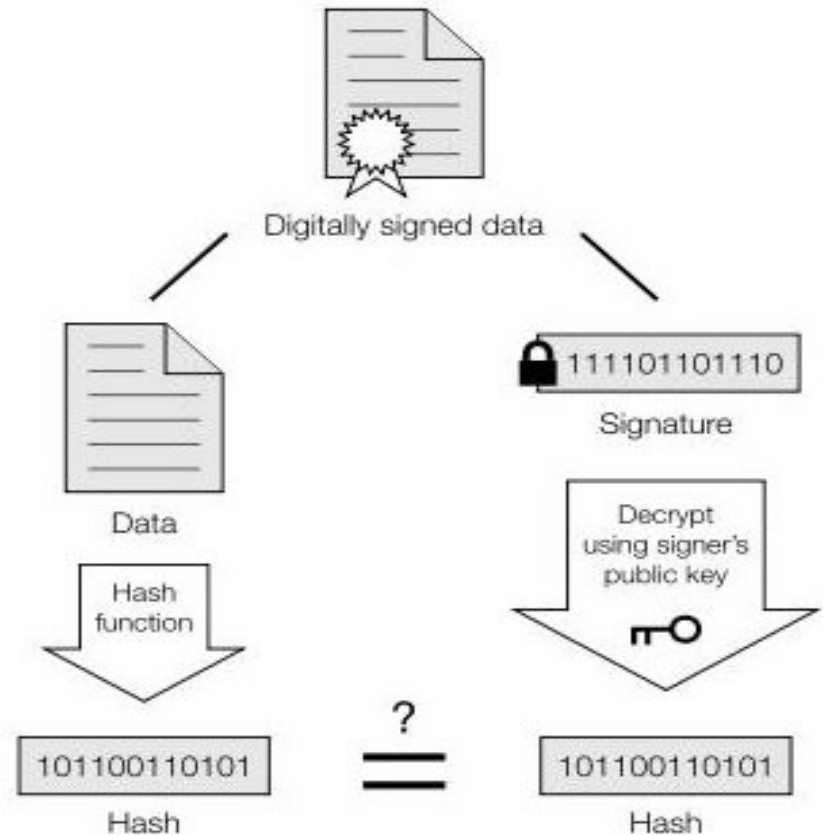 Digitally signed data
111101101110
Signature
Data
Decrypt
using signer's
public key
Hash
function
?
101100110101
101100110101
Hash
Hash